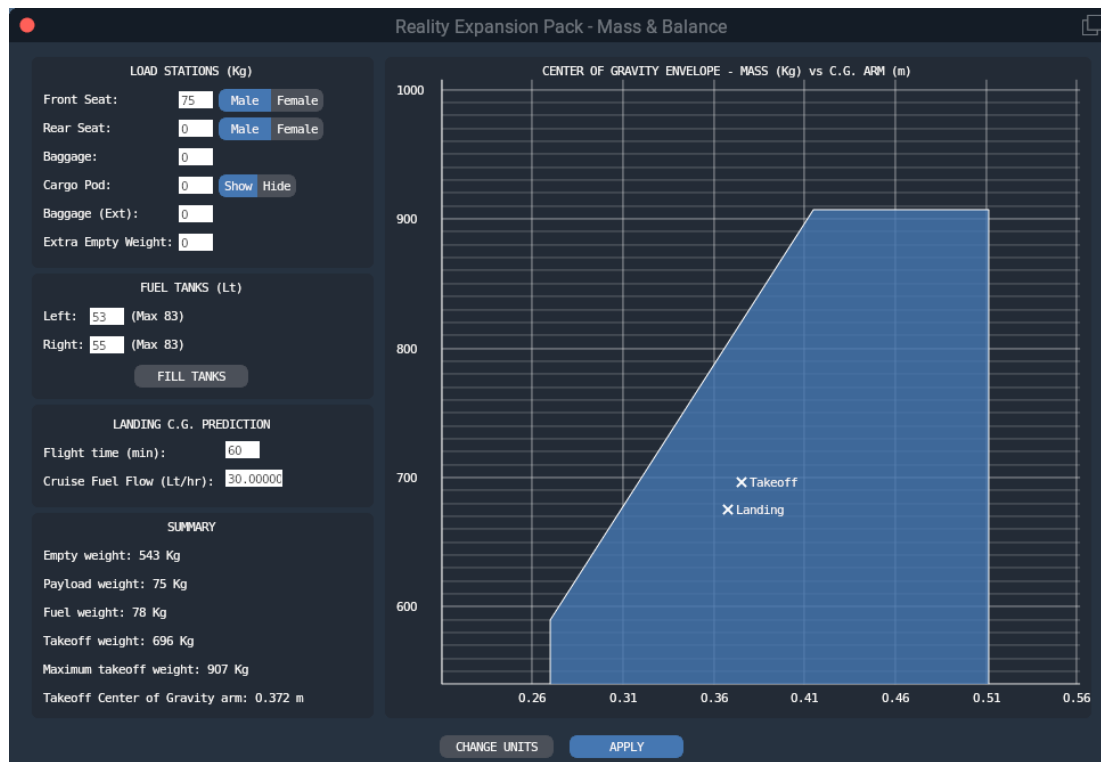 Reality Expansion Pack - Mass & Balance
LOAD STATIONS (Kg)
Front Seat: 75 Male Female
Rear Seat: 0 Male Female
Baggage: 0
Cargo Pod: 0 Show Hide
Baggage (Ext): 0
Extra Empty Weight: 0
FUEL TANKS (Lt)
Left: 53 (Max 83)
Right: 55 (Max 83)
FILL TANKS
LANDING C.G. PREDICTION
Flight time (min): 60
Cruise Fuel Flow (Lt/hr): 30.00000
SUMMARY
Empty weight: 543 Kg
Payload weight: 75 Kg
Fuel weight: 78 Kg
Takeoff weight: 696 Kg
Maximum takeoff weight: 907 Kg
Takeoff Center of Gravity arm: 0.372 m
CENTER OF GRAVITY ENVELOPE - MASS (Kg) vs C.G. ARM (m)
1000
900
800
700
600
Takeoff
Landing
0.26 0.31 0.36 0.41 0.46 0.51 0.56
CHANGE UNITS APPLY